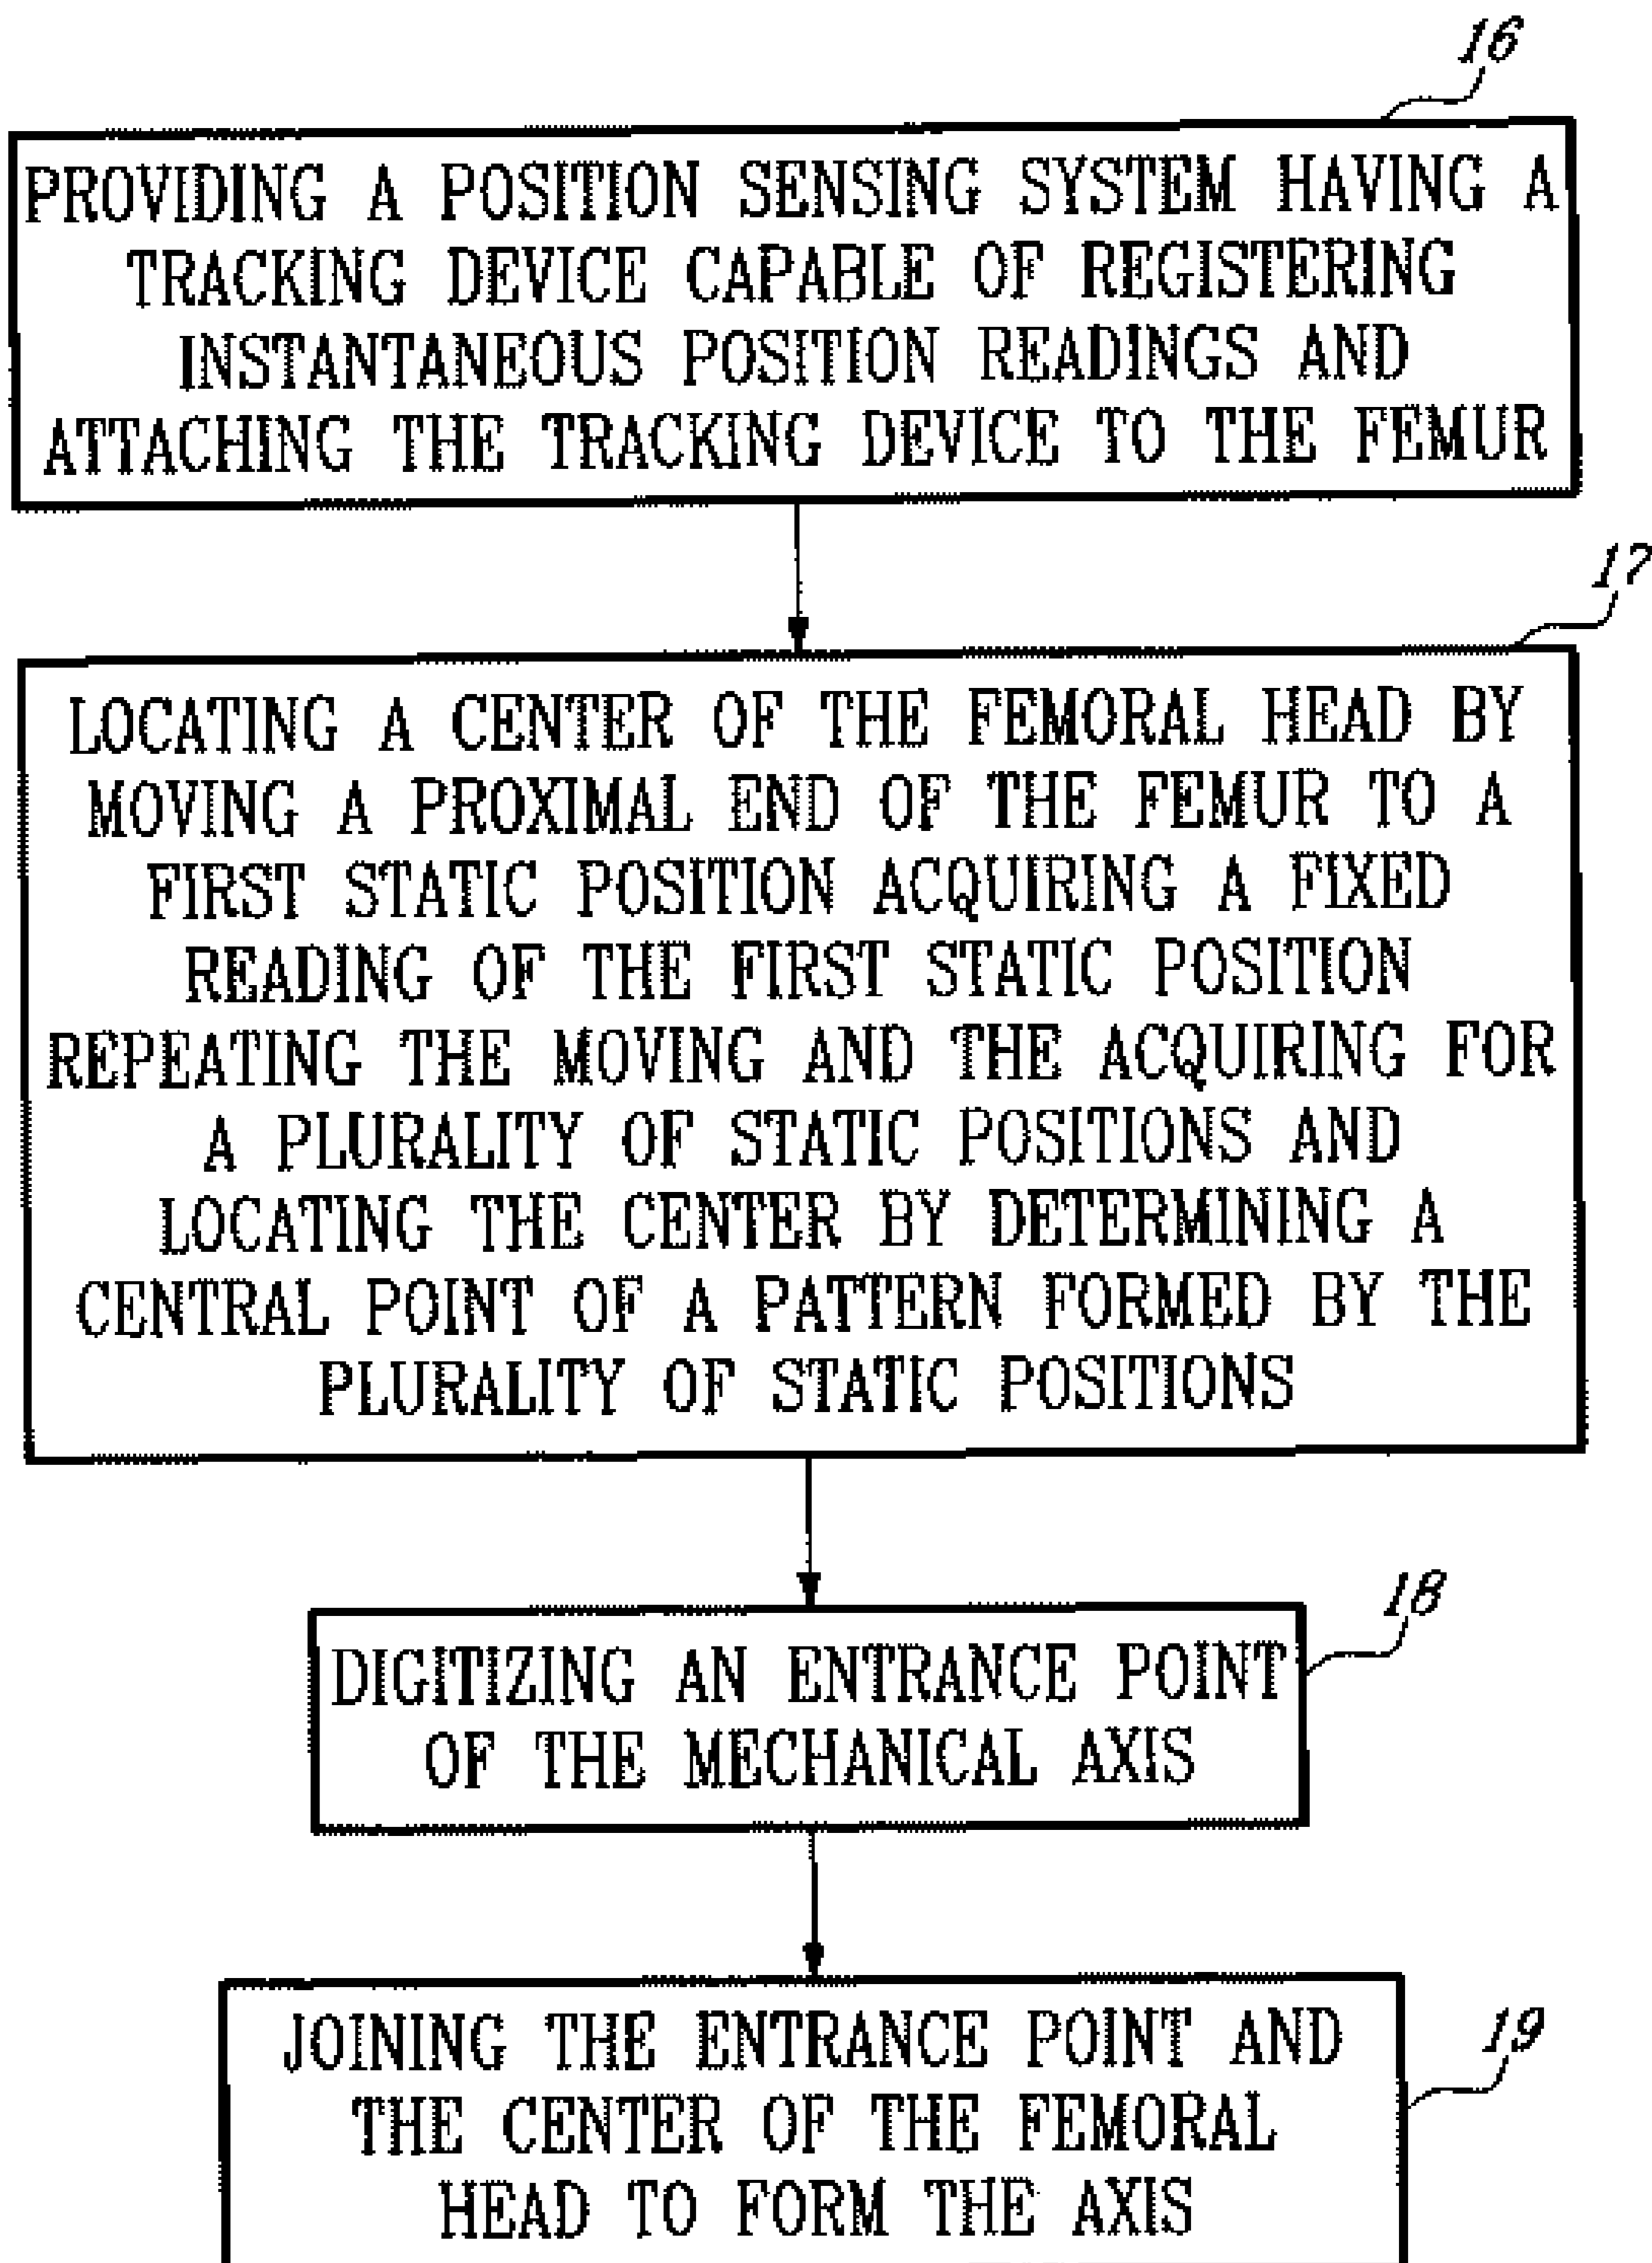 16
PROVIDING A POSITION SENSING SYSTEM HAVING A
TRACKING DEVICE CAPABLE OF REGISTERING
INSTANTANEOUS POSITION READINGS AND
ATTACHING THE TRACKING DEVICE TO THE FEMUR
17
LOCATING A CENTER OF THE FEMORAL HEAD BY
MOVING A PROXIMAL END OF THE FEMUR TO A
FIRST STATIC POSITION ACQUIRING A FIXED
READING OF THE FIRST STATIC POSITION
REPEATING THE MOVING AND THE ACQUIRING FOR
A PLURALITY OF STATIC POSITIONS AND
LOCATING THE CENTER BY DETERMINING A
CENTRAL POINT OF A PATTERN FORMED BY THE
PLURALITY OF STATIC POSITIONS
18
DIGITIZING AN ENTRANCE POINT
OF THE MECHANICAL AXIS
19
JOINING THE ENTRANCE POINT AND
THE CENTER OF THE FEMORAL
HEAD TO FORM THE AXIS